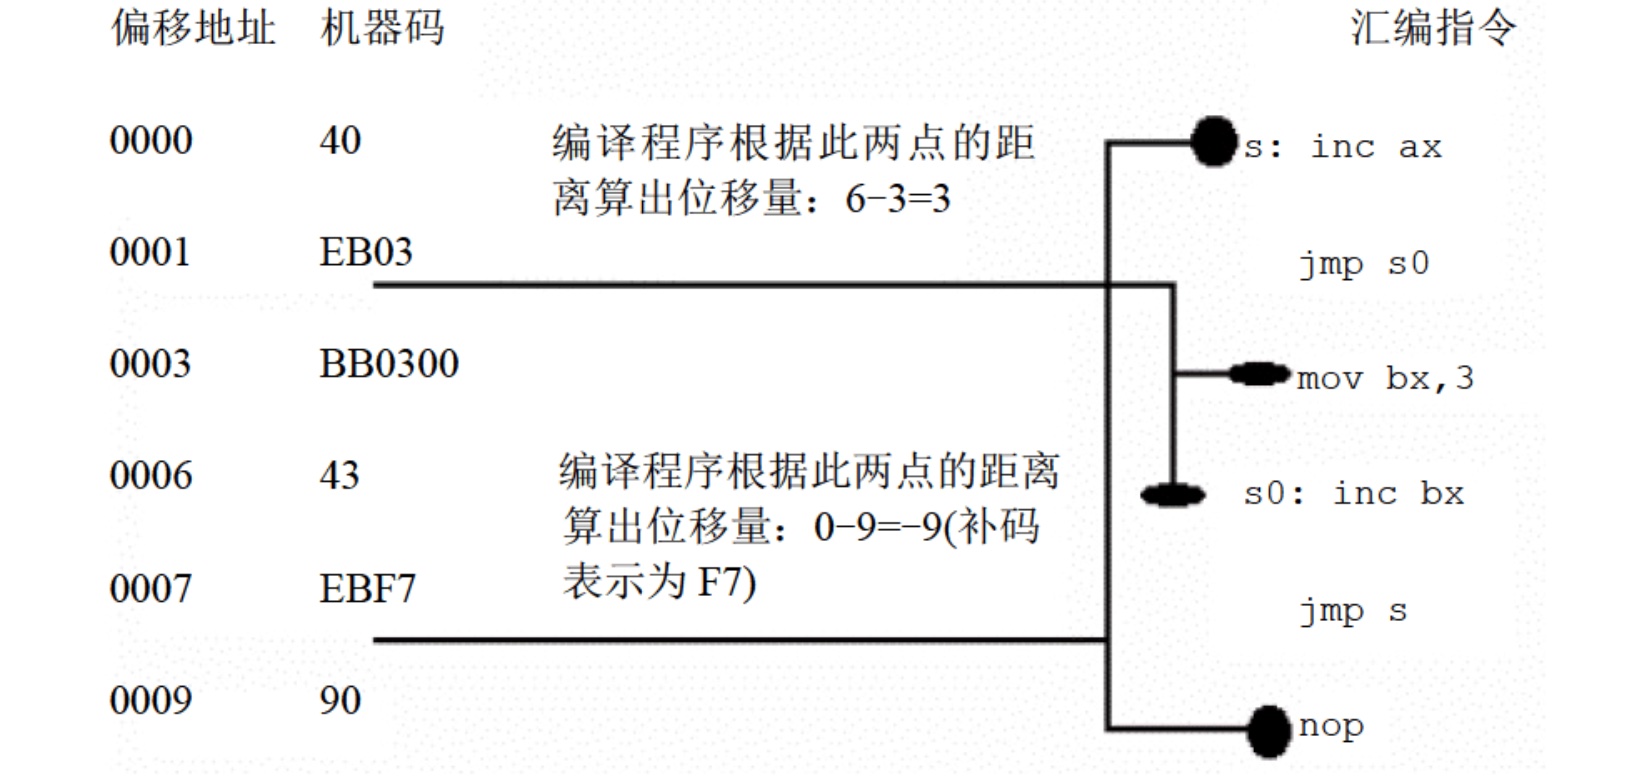 偏移地址 机器码 汇编指令
0000 40 编译程序根据此两点的距 s: inc ax
离算出位移量：6-3=3
0001 EB03 jmp s0
0003 BB0300 mov bx,3
0006 43 编译程序根据此两点的距离 s0: inc bx
算出位移量：0-9=-9(补码
表示为 F7)
0007 EBF7 jmp s
0009 90 nop